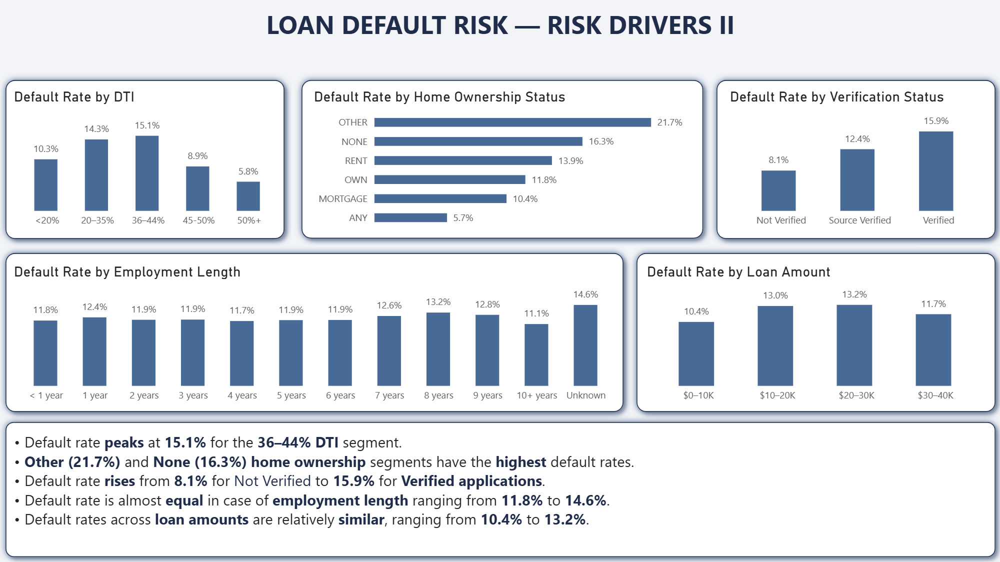 LOAN DEFAULT RISK — RISK DRIVERS II
Default Rate by DTI
10.3%
14.3%
15.1%
8.9%
5.8%
<20%
20–35%
36–44%
45-50%
50%+
Default Rate by Home Ownership Status
OTHER 21.7%
NONE 16.3%
RENT 13.9%
OWN 11.8%
MORTGAGE 10.4%
ANY 5.7%
Default Rate by Verification Status
8.1%
12.4%
15.9%
Not Verified
Source Verified
Verified
Default Rate by Employment Length
11.8%
12.4%
11.9%
11.9%
11.7%
11.9%
11.9%
12.6%
13.2%
12.8%
11.1%
14.6%
< 1 year
1 year
2 years
3 years
4 years
5 years
6 years
7 years
8 years
9 years
10+ years
Unknown
Default Rate by Loan Amount
10.4%
13.0%
13.2%
11.7%
$0–10K
$10–20K
$20–30K
$30–40K
• Default rate peaks at 15.1% for the 36–44% DTI segment.
• Other (21.7%) and None (16.3%) home ownership segments have the highest default rates.
• Default rate rises from 8.1% for Not Verified to 15.9% for Verified applications.
• Default rate is almost equal in case of employment length ranging from 11.8% to 14.6%.
• Default rates across loan amounts are relatively similar, ranging from 10.4% to 13.2%.